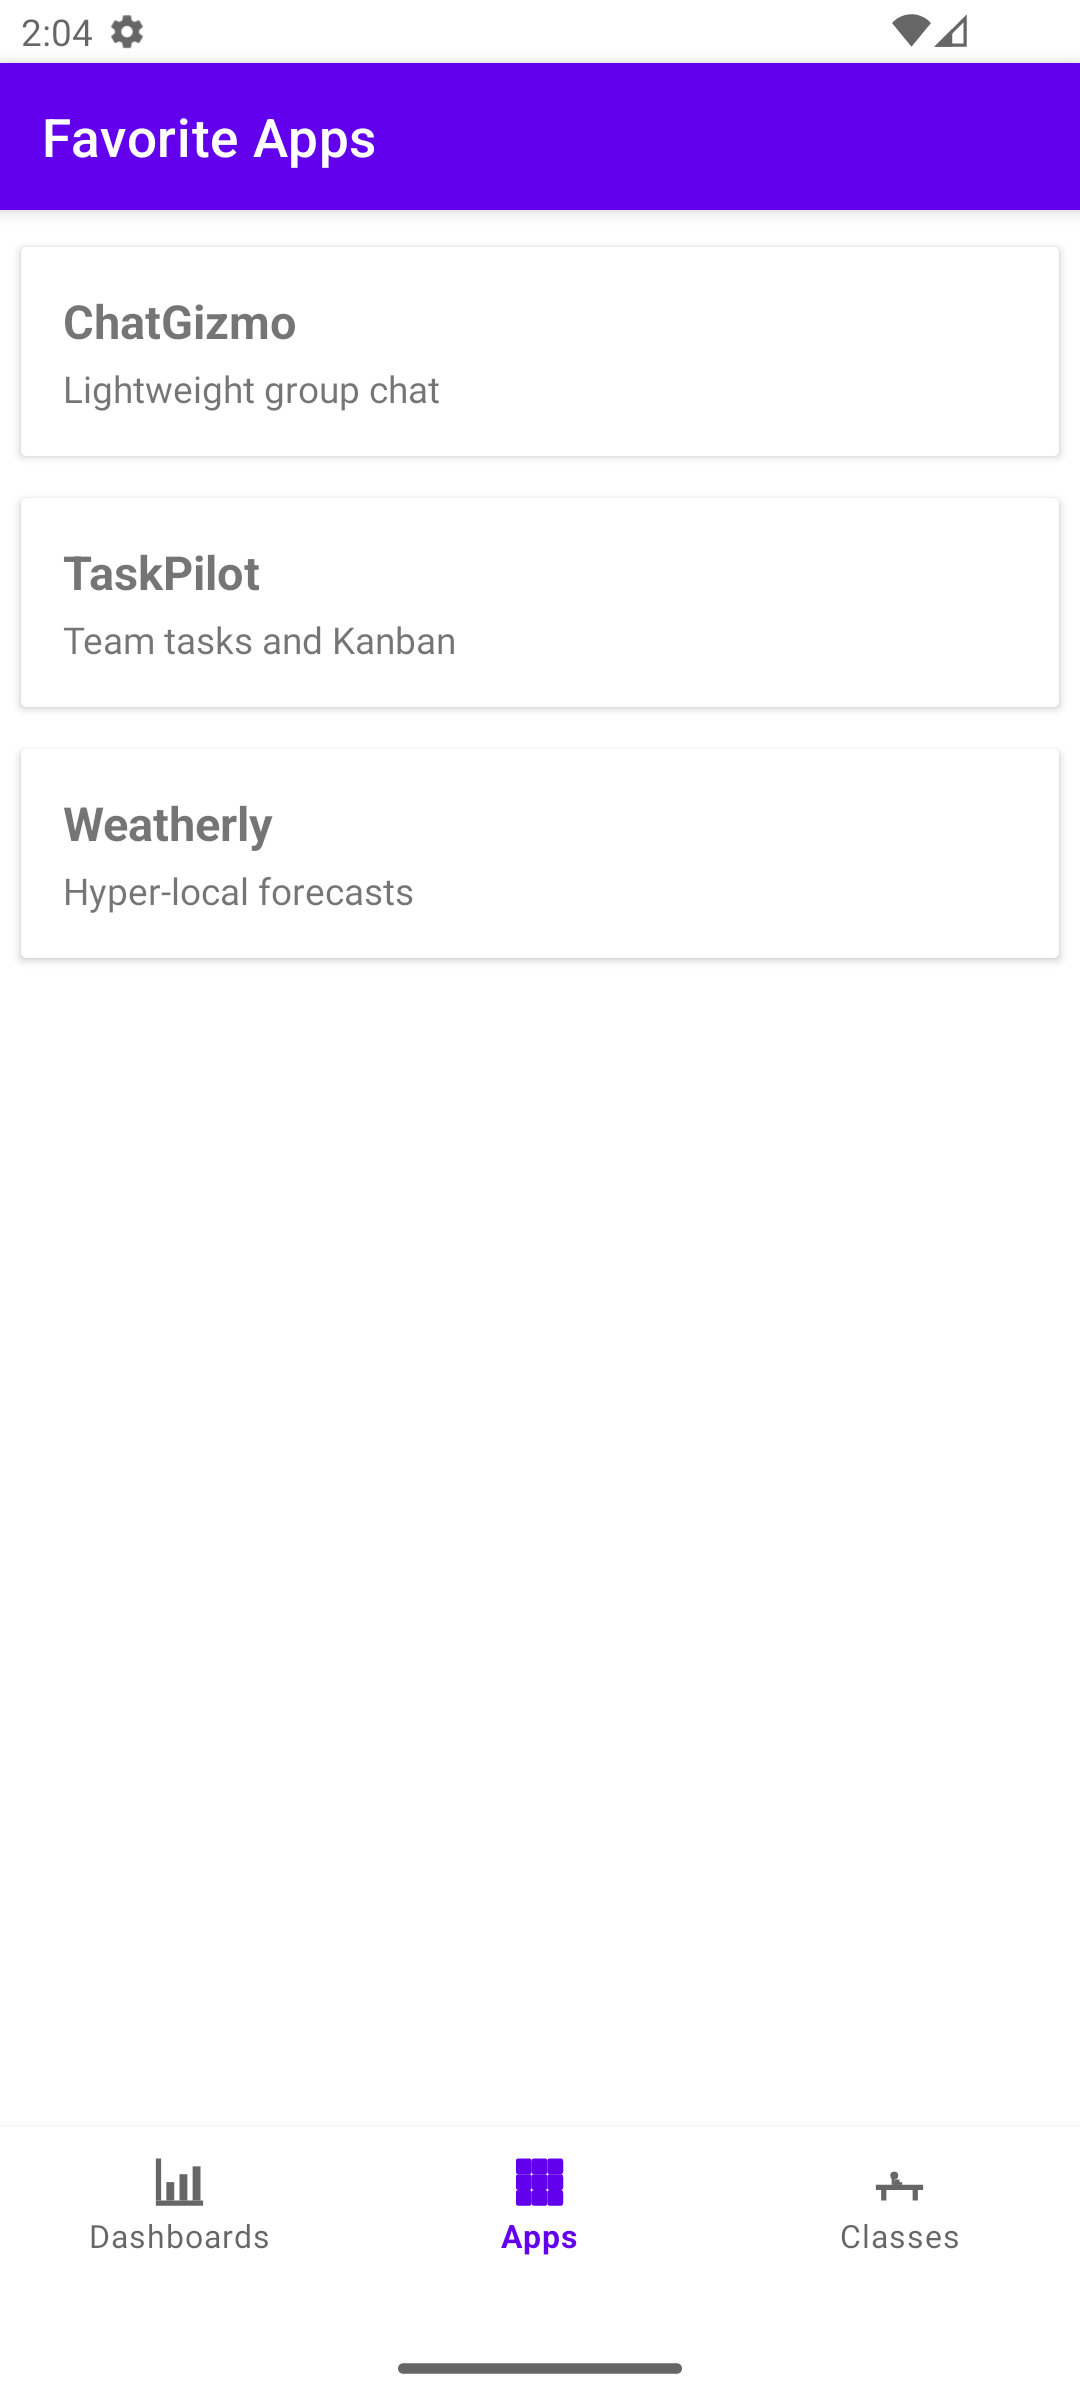 2:04
Favorite Apps
ChatGizmo
Lightweight group chat
TaskPilot
Team tasks and Kanban
Weatherly
Hyper-local forecasts
Dashboards
Apps
Classes